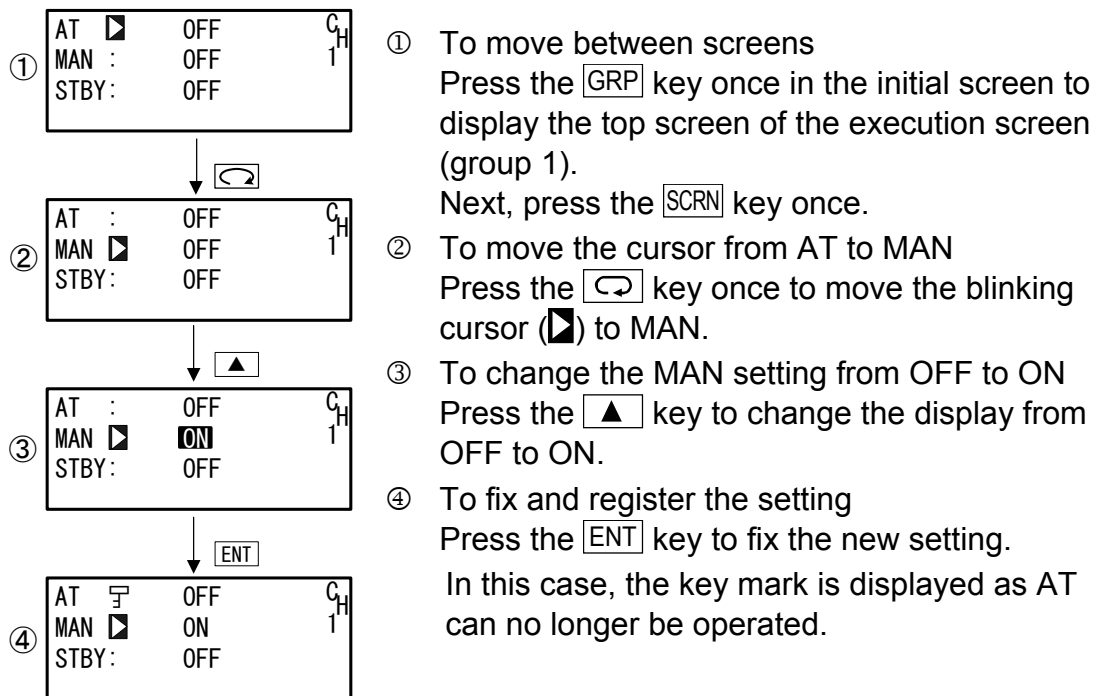 ①
AT ▶ OFF CH
MAN : OFF 1
STBY: OFF
②
AT : OFF CH
MAN ▶ OFF 1
STBY: OFF
▲
③
AT : OFF CH
MAN ▶ ON 1
STBY: OFF
ENT
④
AT OFF CH
MAN ▶ ON 1
STBY: OFF
① To move between screens
Press the GRP key once in the initial screen to
display the top screen of the execution screen
(group 1).
Next, press the SCRN key once.
② To move the cursor from AT to MAN
Press the key once to move the blinking
cursor (▶) to MAN.
③ To change the MAN setting from OFF to ON
Press the ▲ key to change the display from
OFF to ON.
④ To fix and register the setting
Press the ENT key to fix the new setting.
In this case, the key mark is displayed as AT
can no longer be operated.